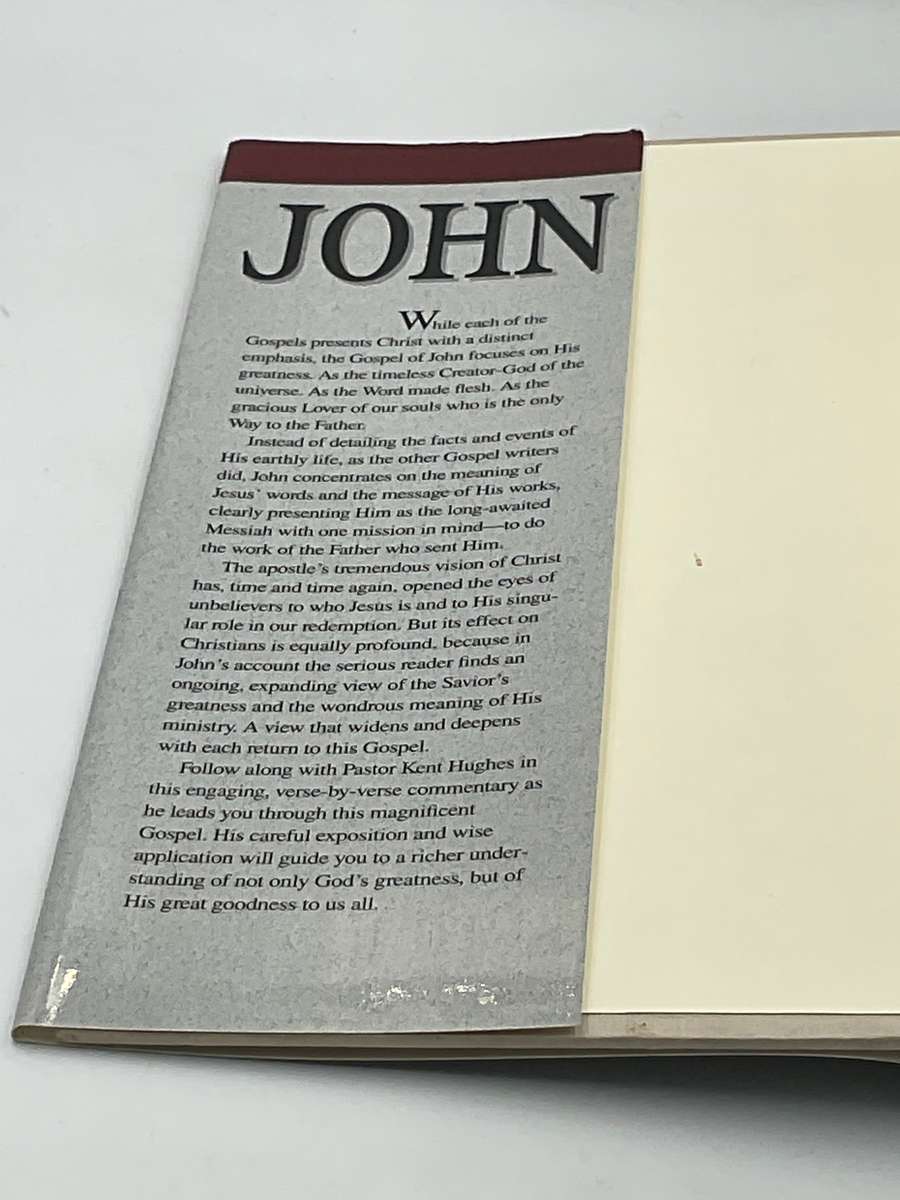 JOHN
While each of the
Gospels presents Christ with a distinct
emphasis, the Gospel of John focuses on His
greatness. As the timeless Creator-God of the
universe. As the Word made flesh. As the
gracious Lover of our souls who is the only
Way to the Father.
Instead of detailing the facts and events of
His earthly life, as the other Gospel writers
did, John concentrates on the meaning of
Jesus' words and the message of His works,
clearly presenting Him as the long-awaited
Messiah with one mission in mind—to do
the work of the Father who sent Him.
The apostle's tremendous vision of Christ
has, time and time again, opened the eyes of
unbelievers to who Jesus is and to His singu-
lar role in our redemption. But its effect on
Christians is equally profound, because in
John's account the serious reader finds an
ongoing, expanding view of the Savior's
greatness and the wondrous meaning of His
ministry. A view that widens and deepens
with each return to this Gospel.
Follow along with Pastor Kent Hughes in
this engaging, verse-by-verse commentary as
he leads you through this magnificent
Gospel. His careful exposition and wise
application will guide you to a richer under-
standing of not only God's greatness, but of
His great goodness to us all.